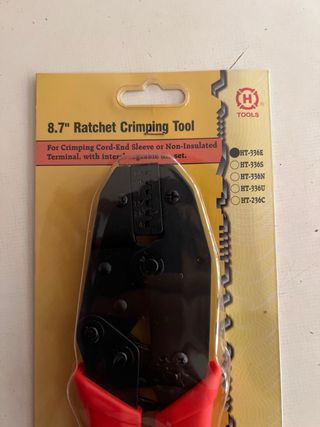 8.7" Ratchet Crimping Tool
For Crimping Cord-End Sleeve or Non-Insulated
Terminal, with set.
H
®
TOOLS
HT-336E
HT-336S
HT-336N
HT-336U
HT-236C